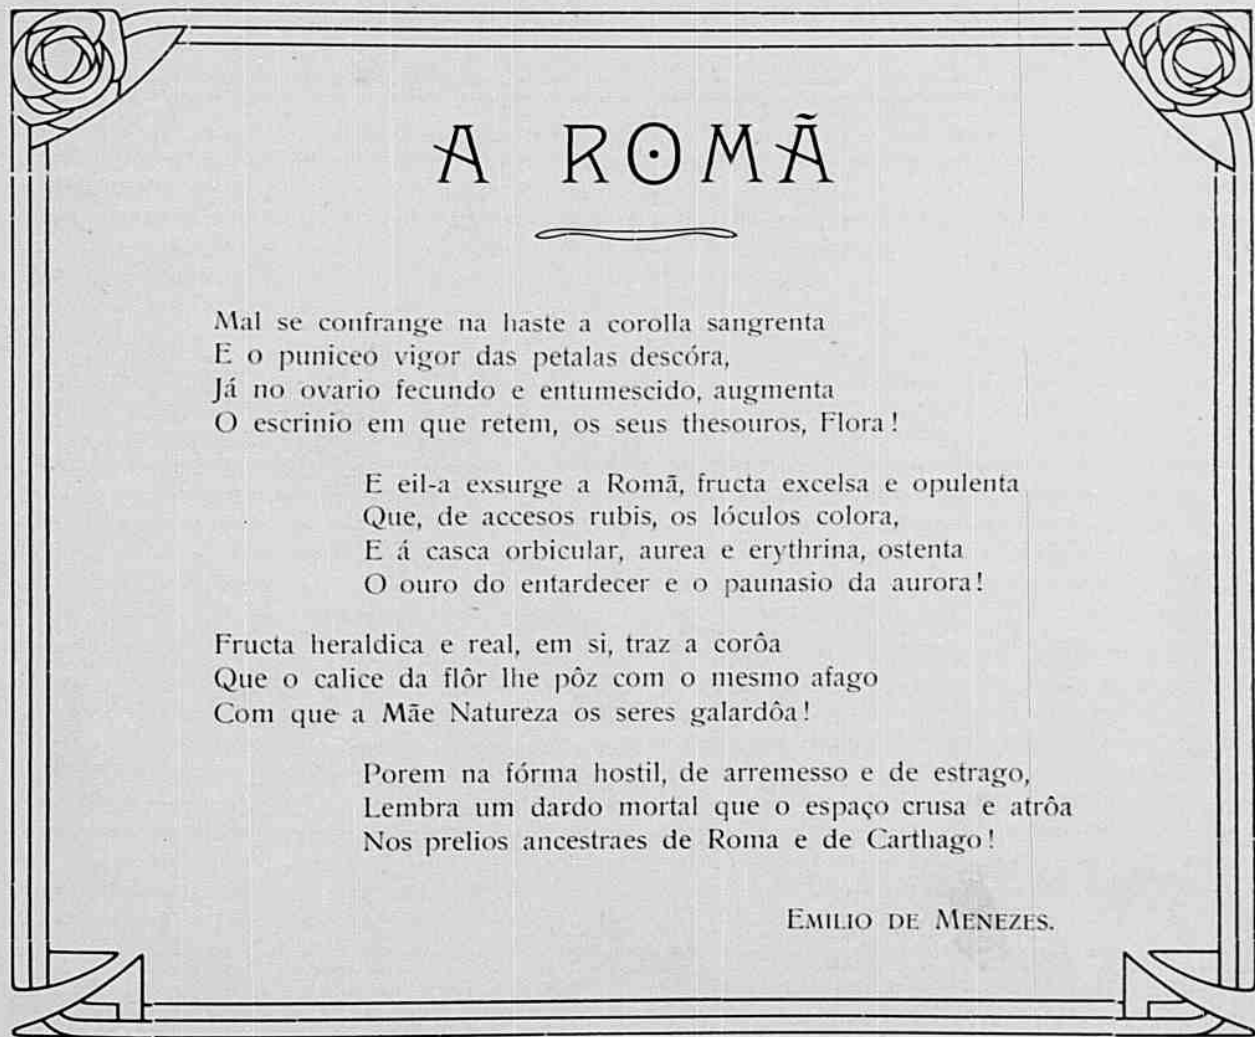 A ROMÃ
Mal se confrange na haste a corolla sangrenta
E o puniceo vigor das petalas descóra,
Já no ovario fecundo e entumescido, augmenta
O escrinio em que retem, os seus thesouros, Flora!
E eil-a exsurge a Romã, fructa excelsa e opulenta
Que, de accesos rubis, os lóculos colora,
E á casca orbicular, aurea e erythrina, ostenta
O ouro do entardecer e o paunasio da aurora!
Fructa heraldica e real, em si, traz a corôa
Que o calice da flôr lhe pôz com o mesmo afago
Com que a Mãe Natureza os seres galardôa!
Porem na fórma hostil, de arremesso e de estrago,
Lembra um dardo mortal que o espaço crusa e atrôa
Nos prelios ancestraes de Roma e de Carthago!
EMILIO DE MENEZES.